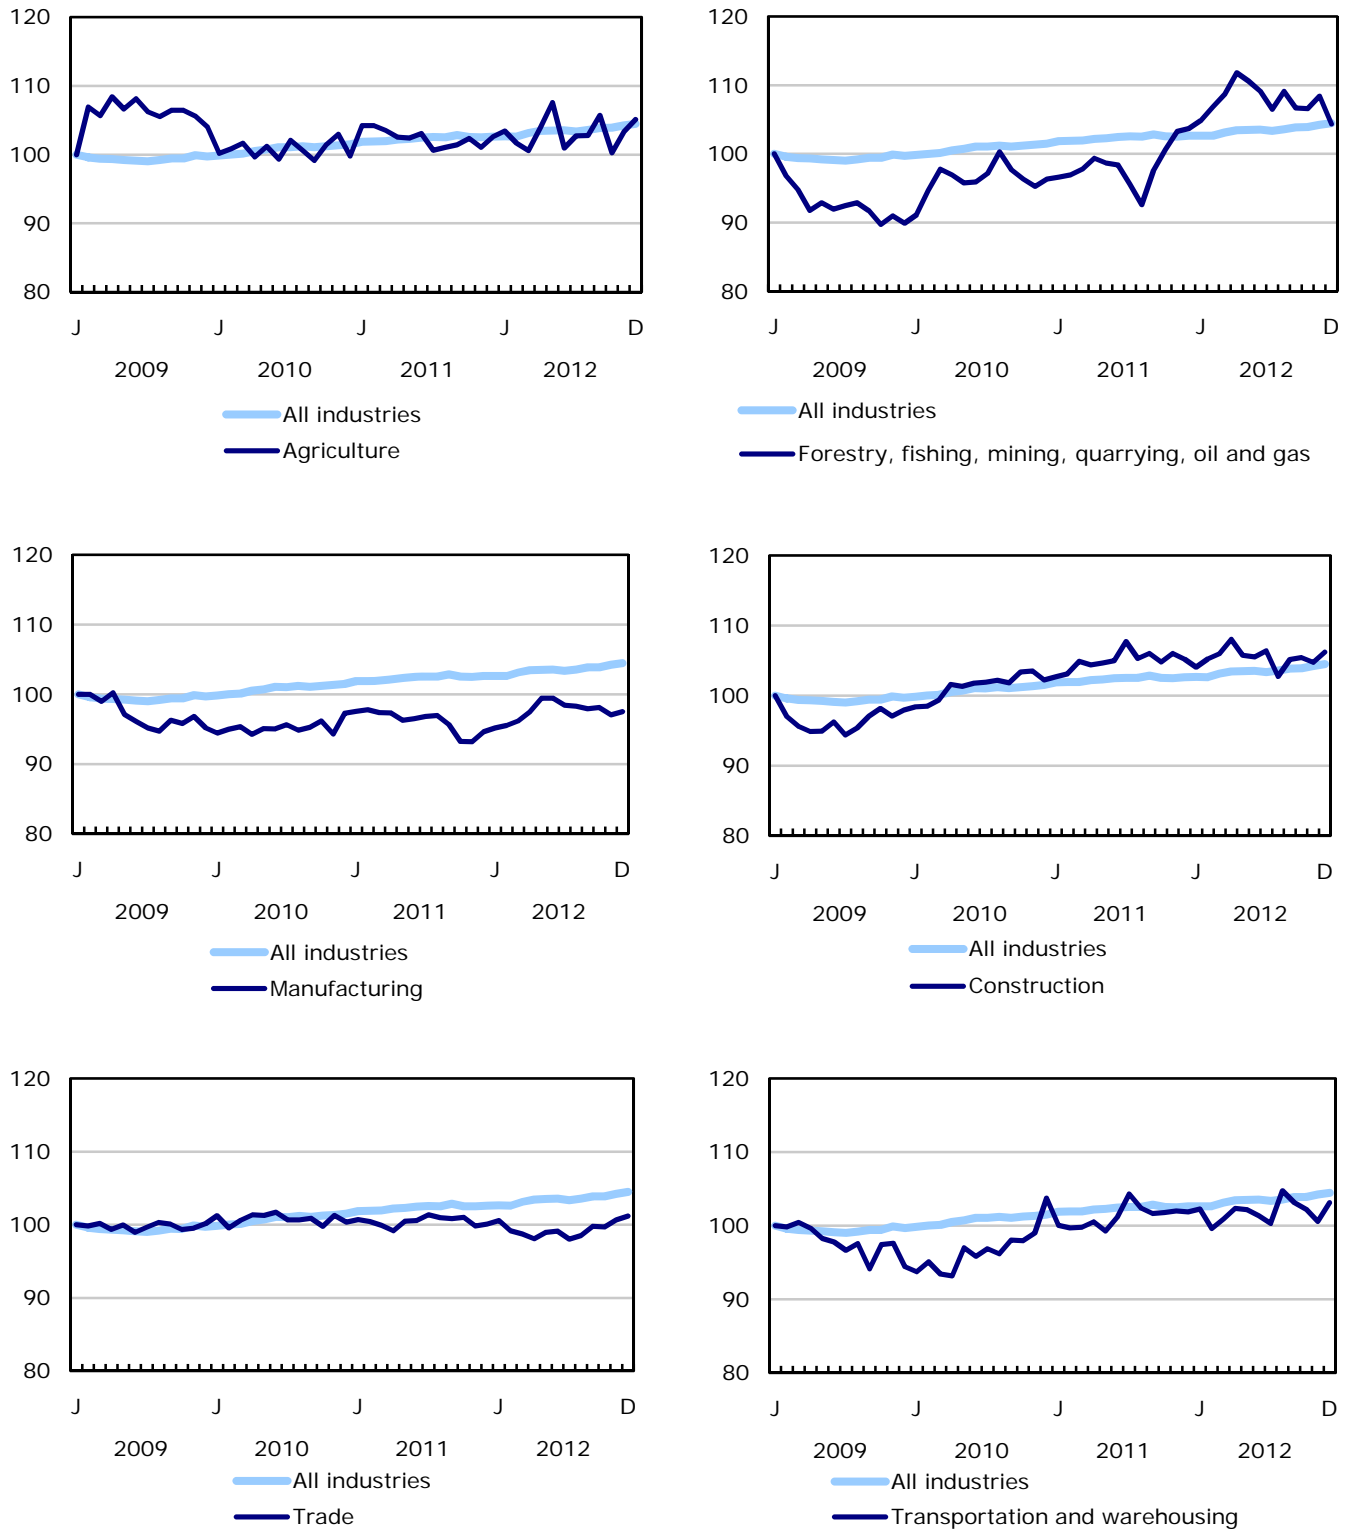 120
110
100
90
80
J J J J D
2009 2010 2011 2012
All industries
Agriculture
120
110
100
90
80
J J J J D
2009 2010 2011 2012
All industries
Forestry, fishing, mining, quarrying, oil and gas
120
110
100
90
80
J J J J D
2009 2010 2011 2012
All industries
Manufacturing
120
110
100
90
80
J J J J D
2009 2010 2011 2012
All industries
Construction
120
110
100
90
80
J J J J D
2009 2010 2011 2012
All industries
Trade
120
110
100
90
80
J J J J D
2009 2010 2011 2012
All industries
Transportation and warehousing